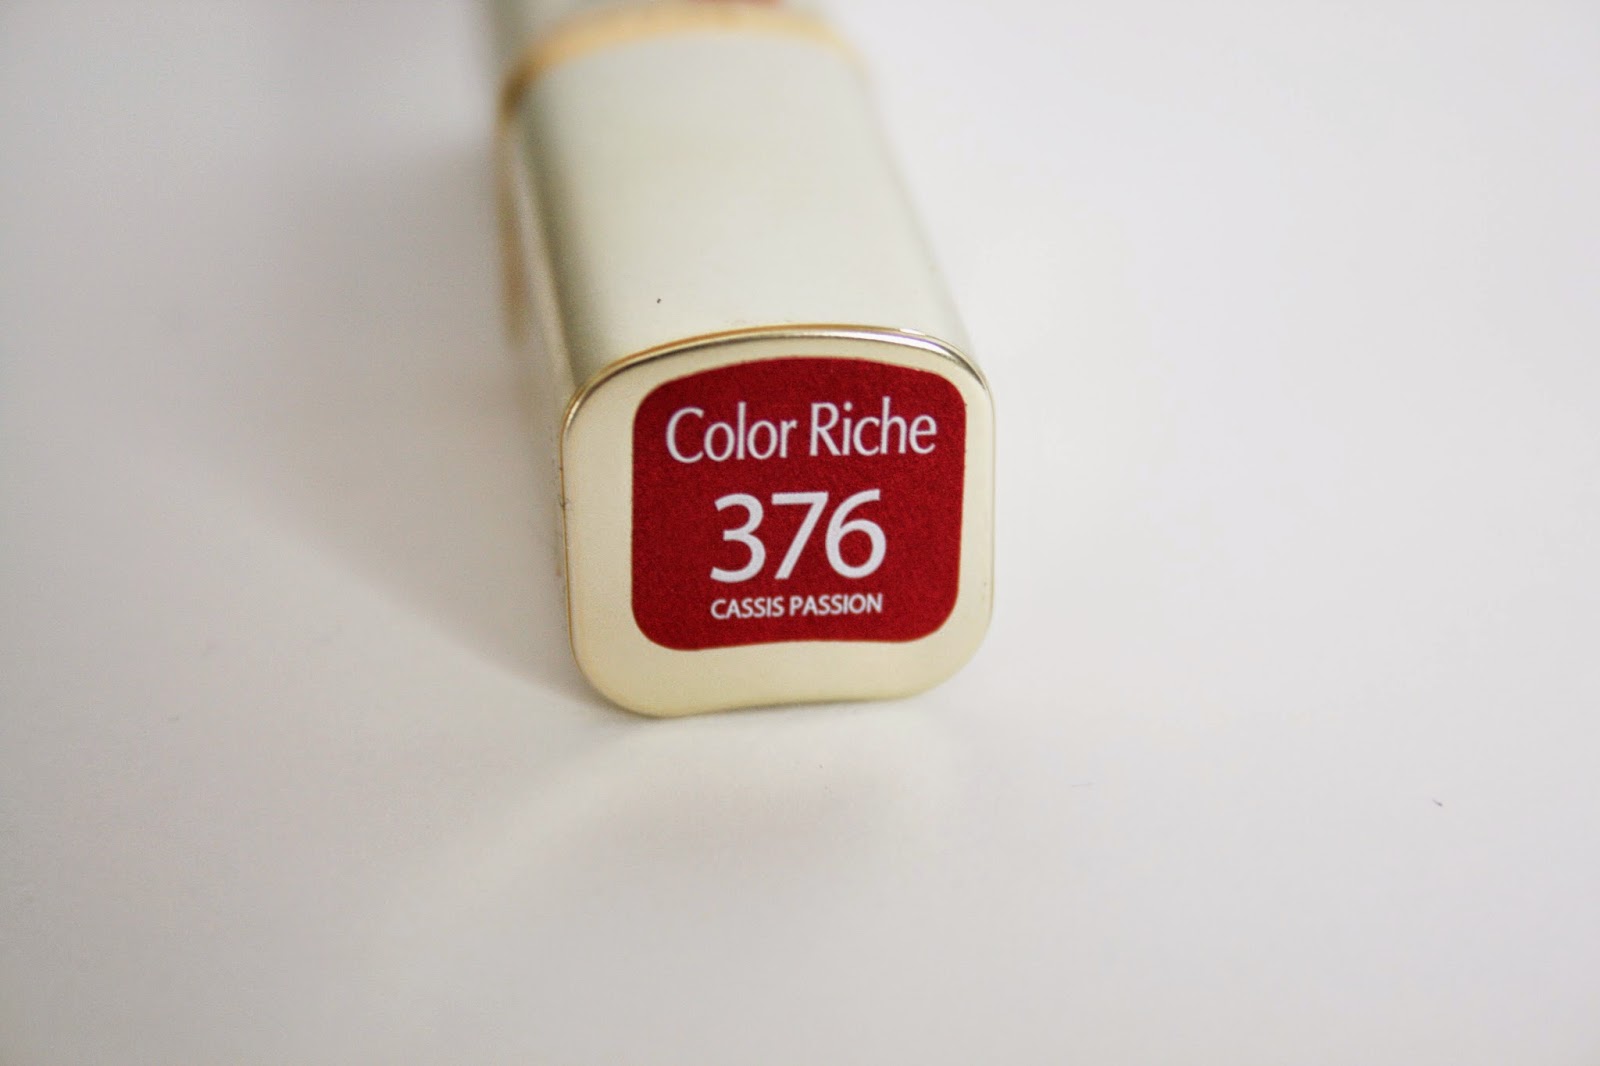 Color Riche
376
CASSIS PASSION